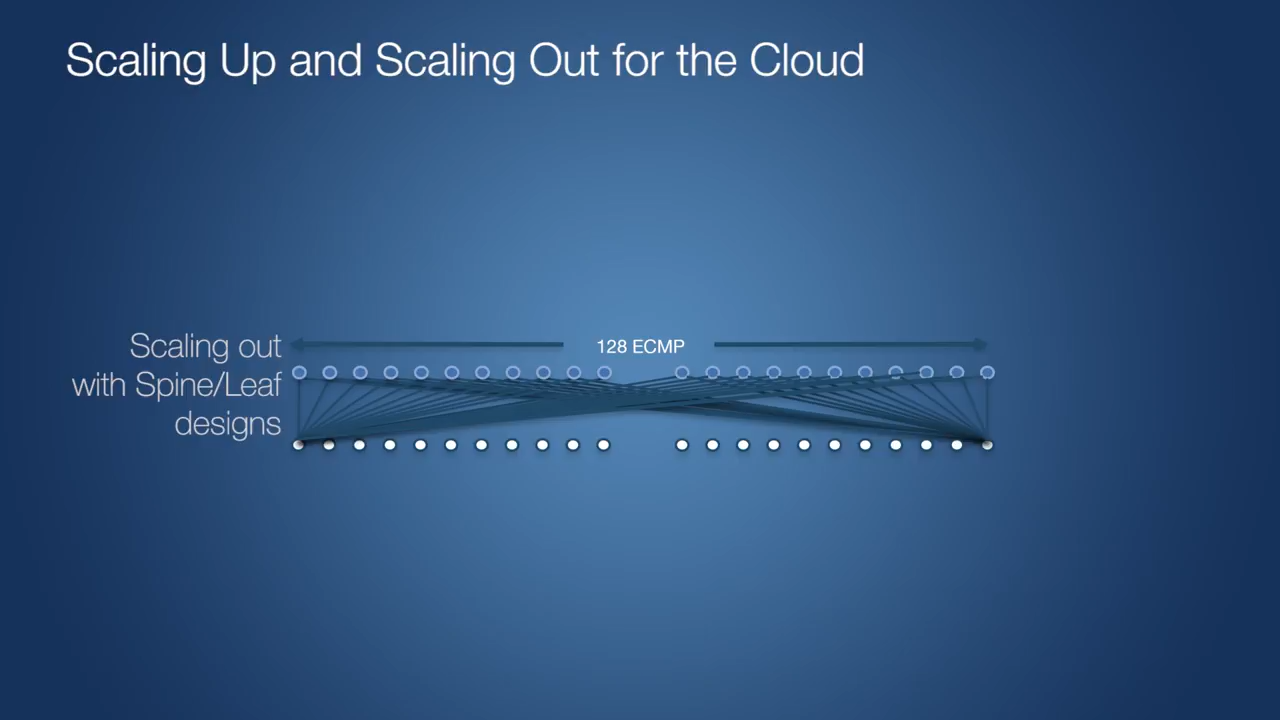 Scaling Up and Scaling Out for the Cloud
Scaling out
with Spine/Leaf
designs
128 ECMP